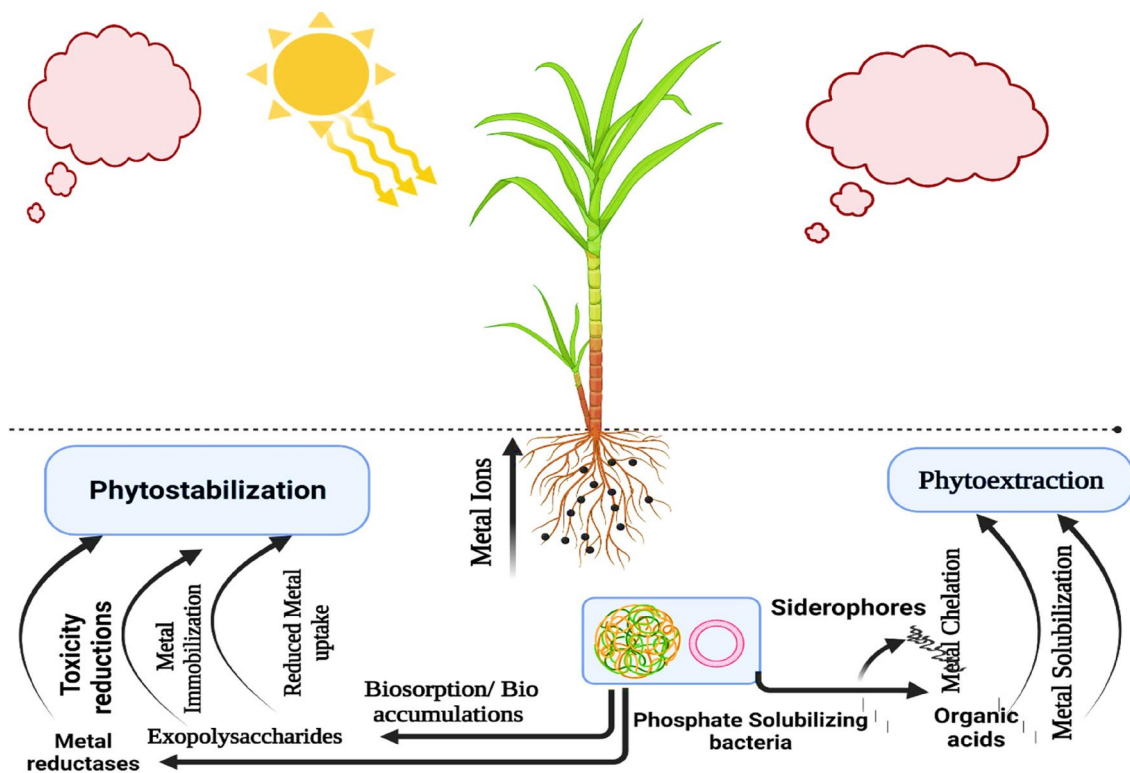 Phytostabilization
Metal Ions
Phytoextraction
Toxicity
reductions
Metal
Immobilization
Reduced Metal
uptake
Siderophores
Metal Chelation
Metal Solubilization
Biosorption/ Bio
accumulations
Phosphate Solubilizing
bacteria
Organic
acids
Exopolysaccharides
Metal
reductases